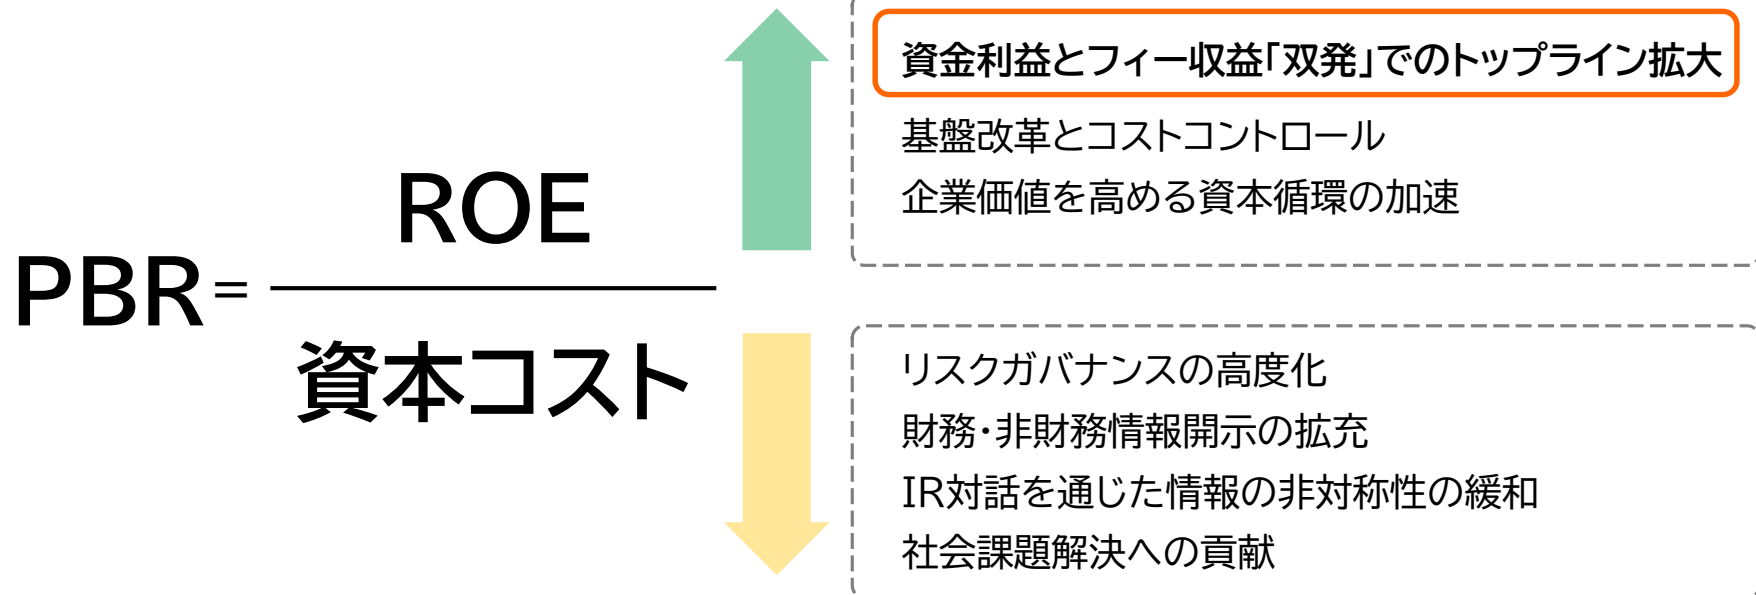 PBR=
ROE
資本コスト
資金利益とフィー収益「双発」でのトップライン拡大
基盤改革とコストコントロール
企業価値を高める資本循環の加速
リスクガバナンスの高度化
財務・非財務情報開示の拡充
IR対話を通じた情報の非対称性の緩和
社会課題解決への貢献